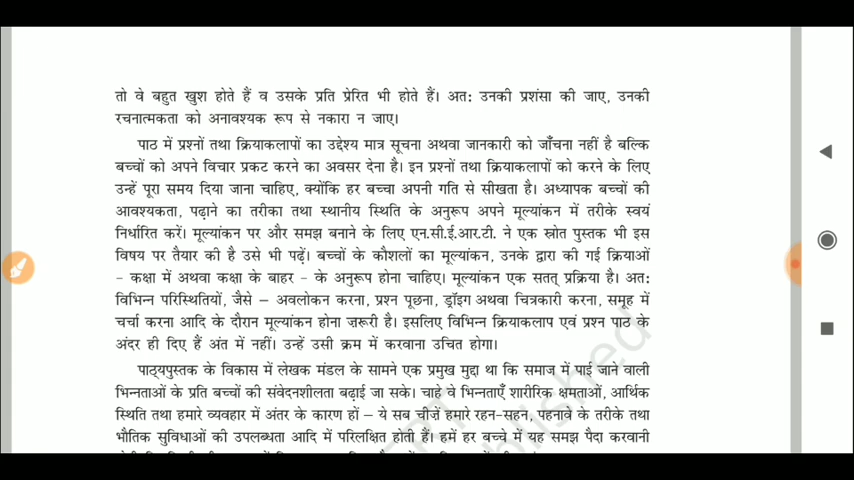 तो वे बहुत खुश होते हैं व उसके प्रति प्रेरित भी होते हैं। अत: उनकी प्रशंसा की जाए, उनकी
रचनात्मकता को अनावश्यक रूप से नकारा न जाए।
पाठ में प्रश्नों तथा क्रियाकलापों का उद्देश्य मात्र सूचना अथवा जानकारी को जाँचना नहीं है बल्कि
बच्चों को अपने विचार प्रकट करने का अवसर देना है। इन प्रश्नों तथा क्रियाकलापों को करने के लिए
उन्हें पूरा समय दिया जाना चाहिए, क्योंकि हर बच्चा अपनी गति से सीखता है। अध्यापक बच्चों की
आवश्यकता, पढ़ाने का तरीका तथा स्थानीय स्थिति के अनुरूप अपने मूल्यांकन में तरीके स्वयं
निर्धारित करें। मूल्यांकन पर और समझ बनाने के लिए एन.सी.ई.आर.टी. ने एक स्रोत पुस्तक भी इस
विषय पर तैयार की है उसे भी पढ़ें। बच्चों के कौशलों का मूल्यांकन, उनके द्वारा की गई क्रियाओं
- कक्षा में अथवा कक्षा के बाहर - के अनुरूप होना चाहिए। मूल्यांकन एक सतत् प्रक्रिया है। अत:
विभिन्न परिस्थितियों, जैसे – अवलोकन करना, प्रश्न पूछना, ड्रॉइंग अथवा चित्रकारी करना, समूह में
चर्चा करना आदि के दौरान मूल्यांकन होना ज़रूरी है। इसलिए विभिन्न क्रियाकलाप एवं प्रश्न पाठ के
अंदर ही दिए हैं अंत में नहीं। उन्हें उसी क्रम में करवाना उचित होगा।
पाठ्यपुस्तक के विकास में लेखक मंडल के सामने एक प्रमुख मुद्दा था कि समाज में पाई जाने वाली
भिन्नताओं के प्रति बच्चों की संवेदनशीलता बढ़ाई जा सके। चाहे वे भिन्नताएँ शारीरिक क्षमताओं, आर्थिक
स्थिति तथा हमारे व्यवहार में अंतर के कारण हों – ये सब चीज़ें हमारे रहन-सहन, पहनावे के तरीके तथा
भौतिक सुविधाओं की उपलब्धता आदि में परिलक्षित होती हैं। हमें हर बच्चे में यह समझ पैदा करवानी